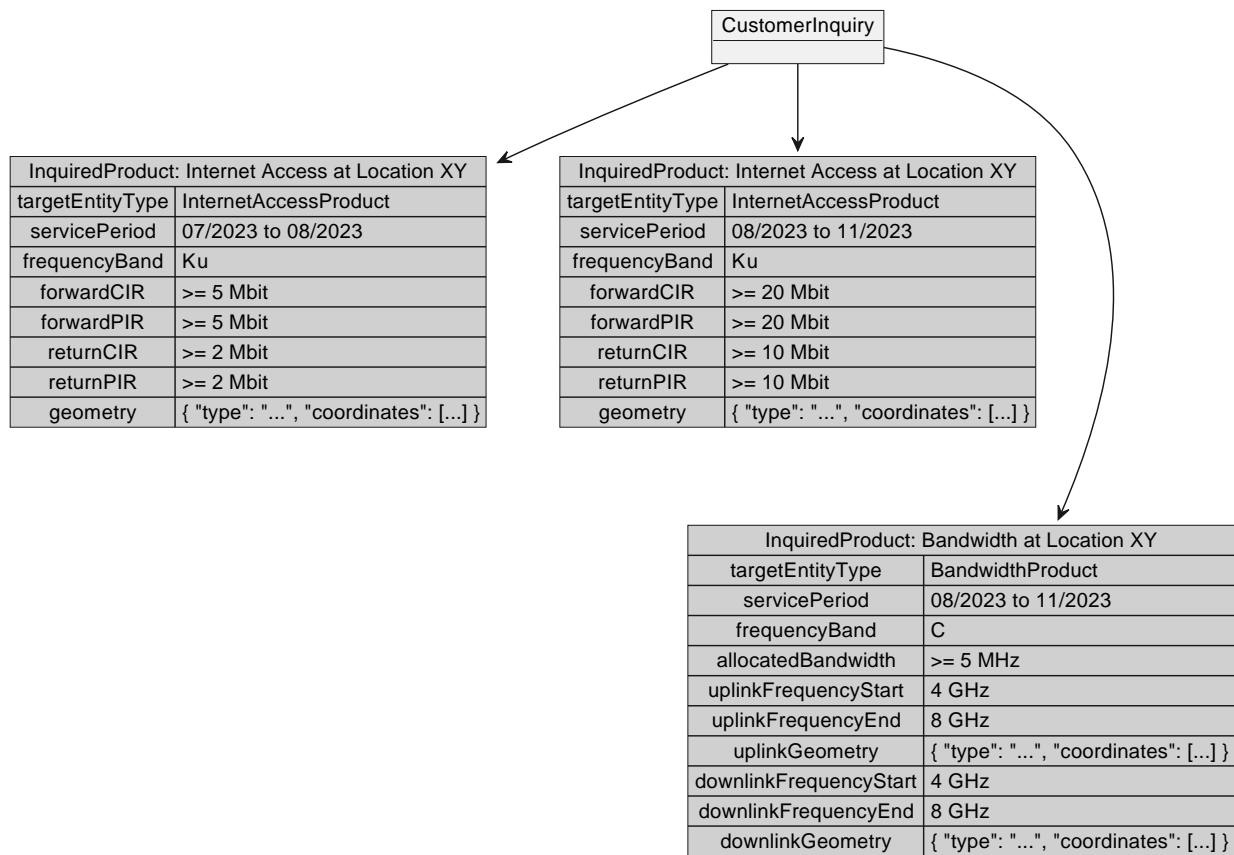 CustomerInquiry
InquiredProduct: Internet Access at Location XY
targetEntityType InternetAccessProduct
servicePeriod 07/2023 to 08/2023
frequencyBand Ku
forwardCIR >= 5 Mbit
forwardPIR >= 5 Mbit
returnCIR >= 2 Mbit
returnPIR >= 2 Mbit
geometry { "type": "...", "coordinates": [...] }
InquiredProduct: Internet Access at Location XY
targetEntityType InternetAccessProduct
servicePeriod 08/2023 to 11/2023
frequencyBand Ku
forwardCIR >= 20 Mbit
forwardPIR >= 20 Mbit
returnCIR >= 10 Mbit
returnPIR >= 10 Mbit
geometry { "type": "...", "coordinates": [...] }
InquiredProduct: Bandwidth at Location XY
targetEntityType BandwidthProduct
servicePeriod 08/2023 to 11/2023
frequencyBand C
allocatedBandwidth >= 5 MHz
uplinkFrequencyStart 4 GHz
uplinkFrequencyEnd 8 GHz
uplinkGeometry { "type": "...", "coordinates": [...] }
downlinkFrequencyStart 4 GHz
downlinkFrequencyEnd 8 GHz
downlinkGeometry { "type": "...", "coordinates": [...] }